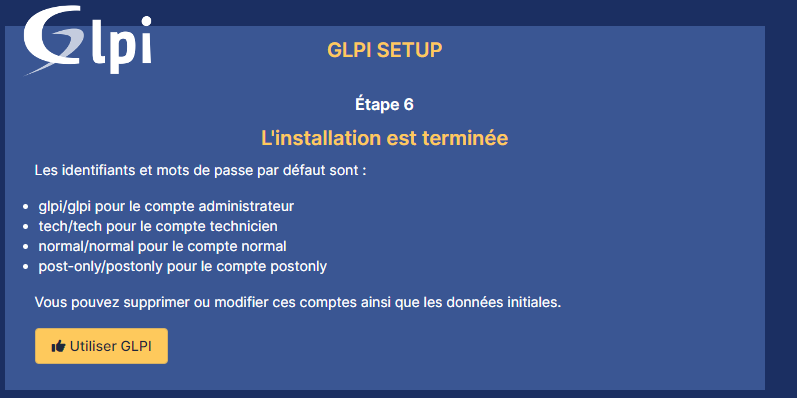 Glpi
GLPI SETUP
Étape 6
L'installation est terminée
Les identifiants et mots de passe par défaut sont :
glpi/glpi pour le compte administrateur
tech/tech pour le compte technicien
normal/normal pour le compte normal
post-only/postonly pour le compte postonly
Vous pouvez supprimer ou modifier ces comptes ainsi que les données initiales.
Utiliser GLPI